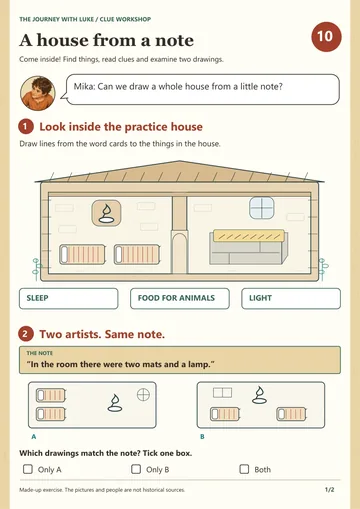 THE JOURNEY WITH LUKE / CLUE WORKSHOP
A house from a note
10
Come inside! Find things, read clues and examine two drawings.
Mika: Can we draw a whole house from a little note?
1 Look inside the practice house
Draw lines from the word cards to the things in the house.
SLEEP
FOOD FOR ANIMALS
LIGHT
2 Two artists. Same note.
THE NOTE
“In the room there were two mats and a lamp.”
A
B
Which drawings match the note? Tick one box.
Only A
Only B
Both
Made-up exercise. The pictures and people are not historical sources.
1/2